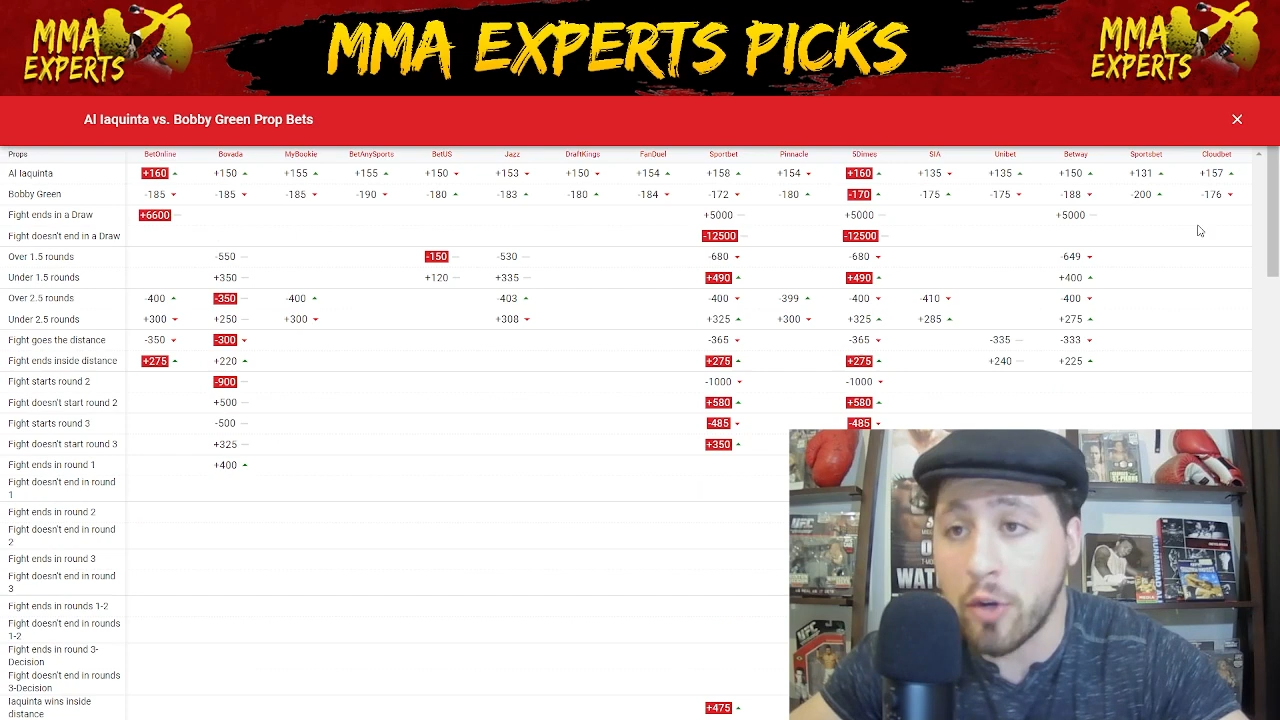 MMA
EXPERTS
MMA EXPERTS PICKS
MMA
EXPERTS
Al Iaquinta vs. Bobby Green Prop Bets
Props BetOnline Bovada MyBookie BetAnySports BetUS Jazz DraftKings FanDuel Sportbet Pinnacle 5Dimes SIA Unibet Betway Sportsbet Cloudbet
Al Iaquinta +160 +150 +155 +155 +150 +153 +150 +154 +158 +154 +160 +135 +135 +150 +131 +157
Bobby Green -185 -185 -185 -190 -180 -183 -180 -184 -172 -180 -170 -175 -175 -188 -200 -176
Fight ends in a Draw +6600 +5000 +5000 +5000
Fight doesn't end in a Draw -12500 -12500
Over 1.5 rounds -550 -150 -530 -680 -680 -649
Under 1.5 rounds +350 +120 +335 +490 +490 +400
Over 2.5 rounds -400 -350 -400 -403 -400 -399 -400 -410 -400
Under 2.5 rounds +300 +250 +300 +308 +325 +300 +325 +285 +275
Fight goes the distance -350 -300 -365 -365 -335 -333
Fight ends inside distance +275 +220 +275 +275 +240 +225
Fight starts round 2 -900 -1000 -1000
Fight doesn't start round 2 +500 +580 +580
Fight starts round 3 -500 -485 -485
Fight doesn't start round 3 +325 +350
Fight ends in round 1 +400
Fight doesn't end in round
1
Fight ends in round 2
Fight doesn't end in round
2
Fight ends in round 3
Fight doesn't end in round
3
Fight ends in rounds 1-2
Fight doesn't end in rounds
1-2
Fight ends in round 3-
Decision
Fight doesn't end in rounds
3-Decision
Iaquinta wins inside
distance +475
UFC
WAT
MUHAMMAD
UFC